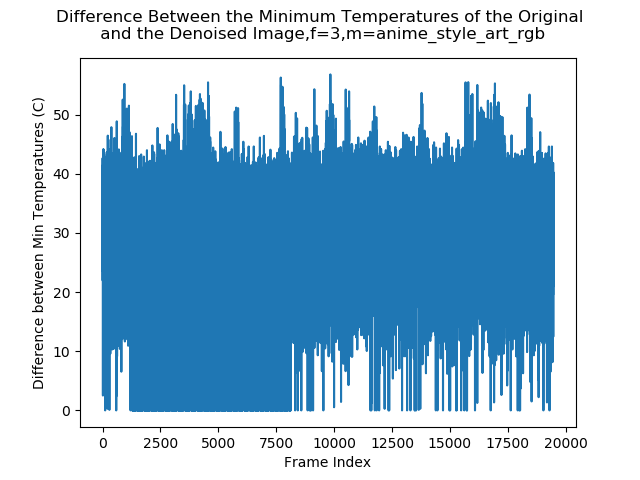 Difference Between the Minimum Temperatures of the Original
and the Denoised Image,f=3,m=anime_style_art_rgb
Difference between Min Temperatures (C)
50
40
30
20
10
0
0 2500 5000 7500 10000 12500 15000 17500 20000
Frame Index